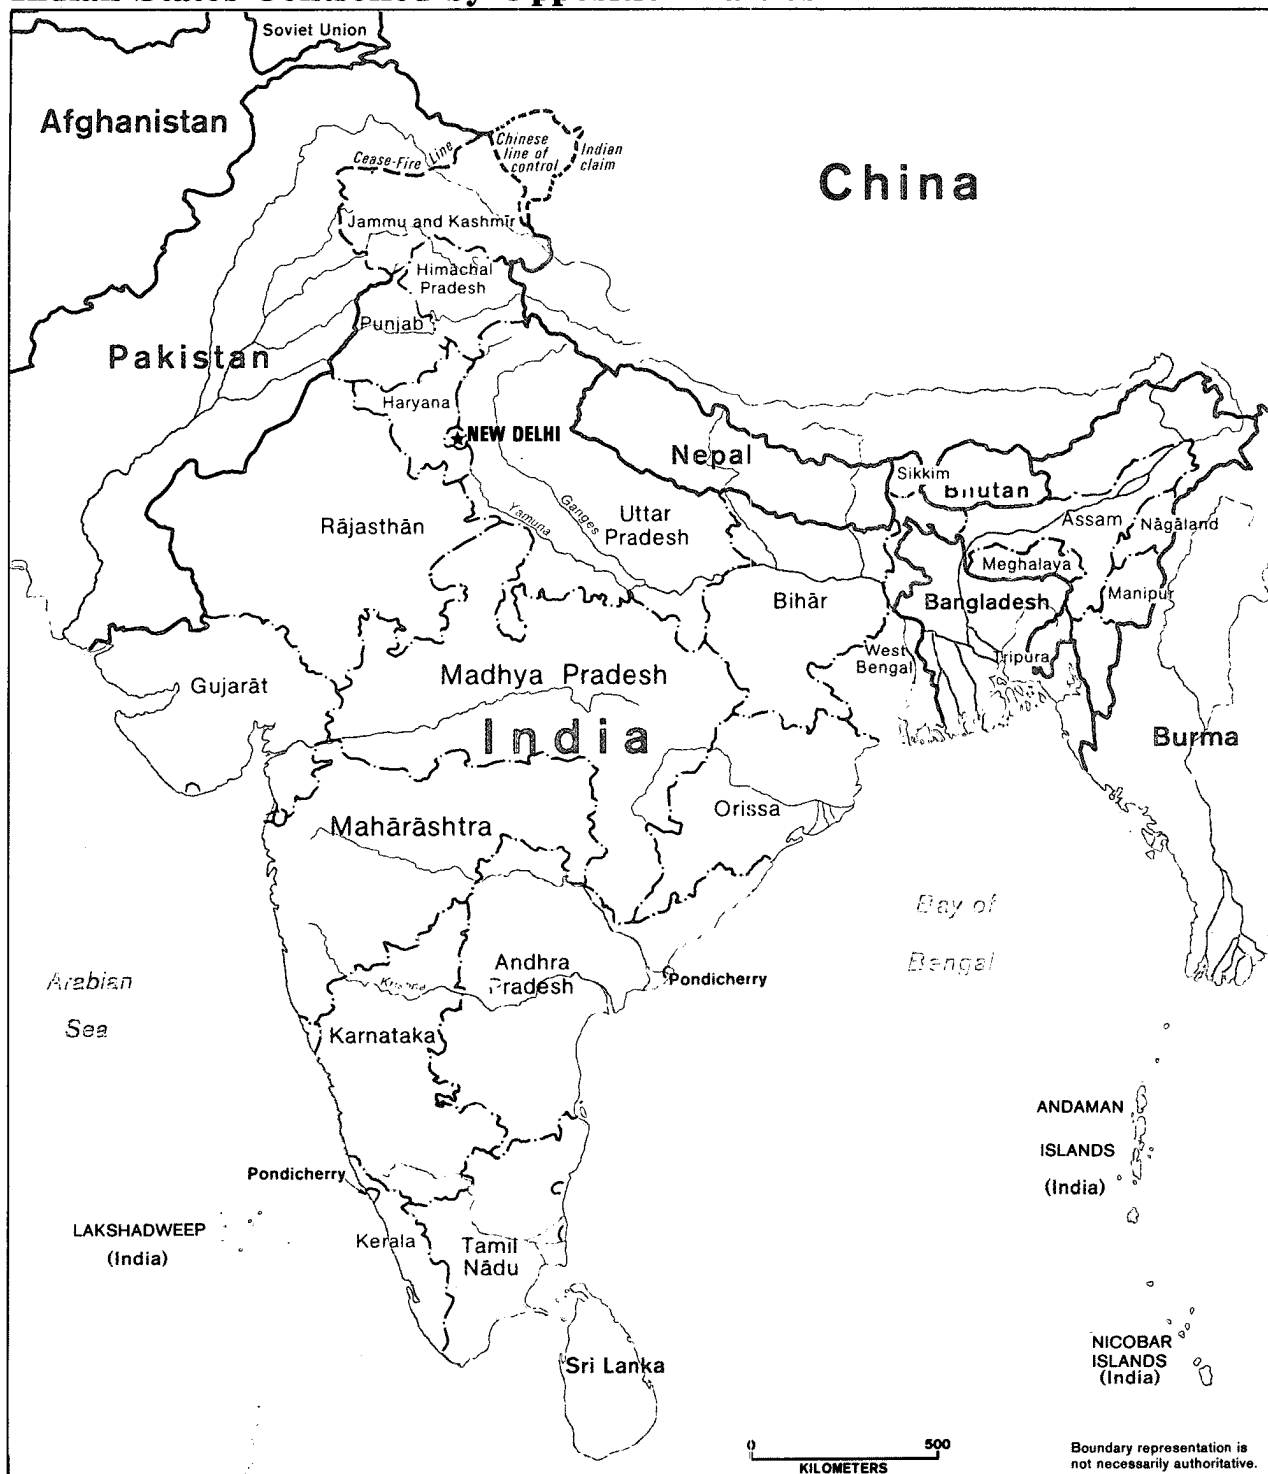 Soviet Union
Afghanistan
Cease-Fire Line
Chinese
line of
control
Indian
claim
China
Jammu and Kashmir
Himachal
Pradesh
Punjab
Pakistan
Haryana
NEW DELHI
Nepal
Sikkim
Bhutan
Rājasthān
Yamuna
Ganges
Uttar
Pradesh
Assam
Nāgāland
Meghalaya
Bihār
Bangladesh
Manipur
West
Bengal
Tripura
Gujarāt
Madhya Pradesh
India
Burma
Orissa
Mahārāshtra
Bay of
Bengal
Arabian
Sea
Andhra
Pradesh
Pondicherry
Krishna
Karnataka
ANDAMAN
ISLANDS
(India)
Pondicherry
LAKSHADWEEP
(India)
Kerala
Tamil
Nādu
NICOBAR
ISLANDS
(India)
Sri Lanka
0 500
KILOMETERS
Boundary representation is
not necessarily authoritative.